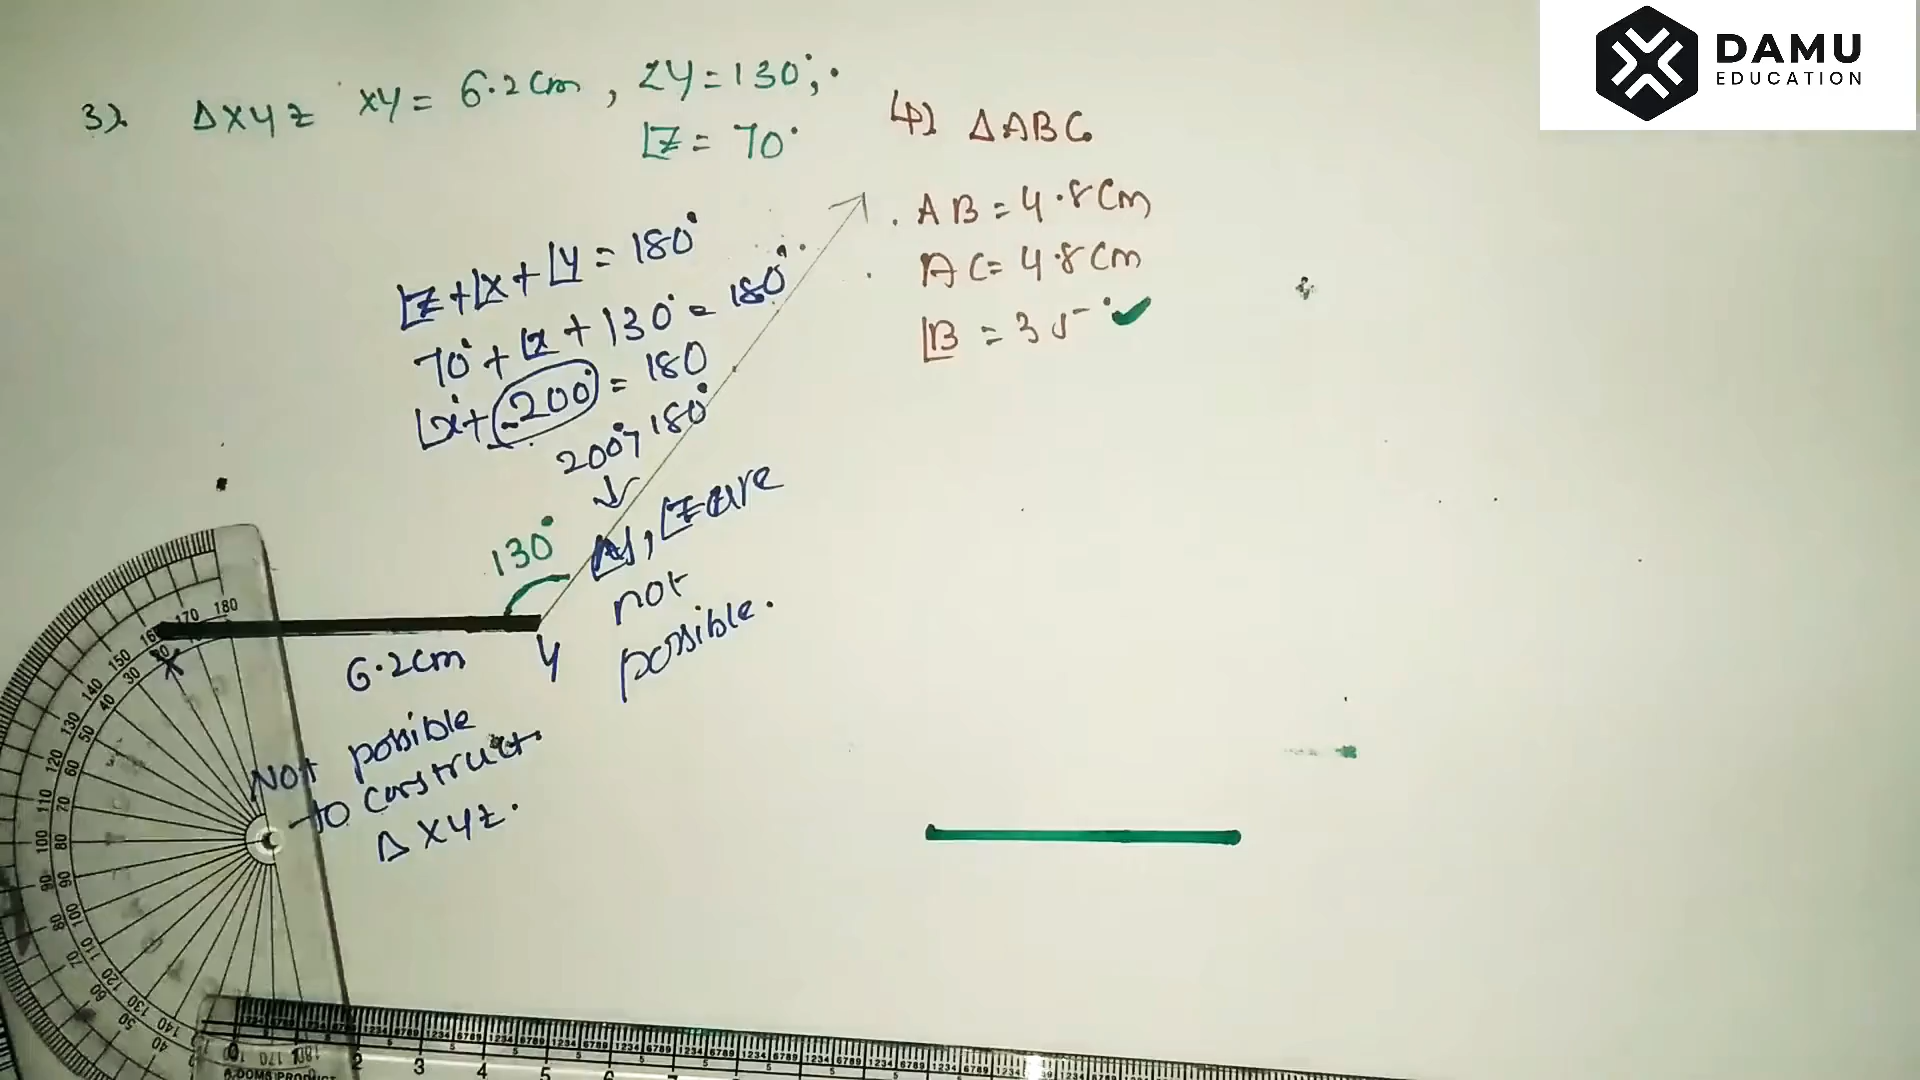 DAMU
EDUCATION
3). ΔXYZ XY = 6.2 Cm, ∠Y = 130°;
∠Z = 70°
∠Z + ∠X + ∠Y = 180°
70° + ∠x + 130° = 180°
∠x + 200° = 180
200° > 180°
↓
∠Y, ∠Z are
not
possible.
130°
X
Y
6.2cm
Not possible
to construct
Δ XYZ.
4) ΔABC
AB = 4.8 Cm
AC = 4.8 Cm
∠B = 35° ✓